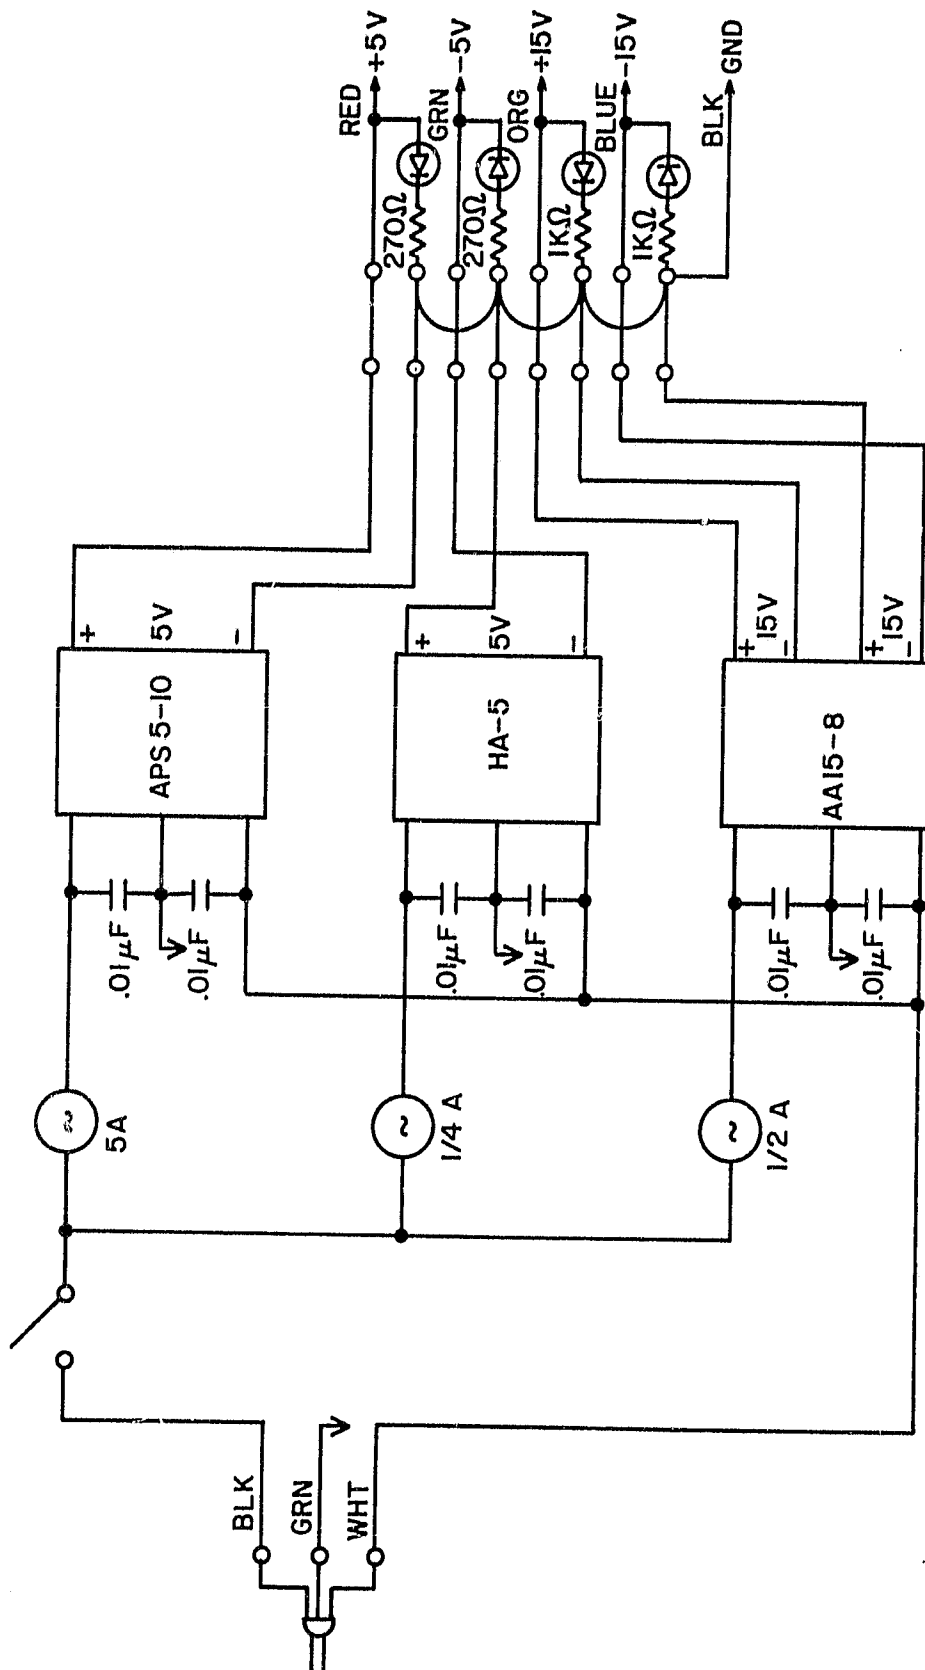 BLK
GRN
WHT
5A
1/4 A
1/2 A
.01μF
.01μF
.01μF
.01μF
.01μF
.01μF
APS 5-10
+
5V
-
HA-5
+
5V
-
AA15-8
+
15V
-
+
15V
-
270Ω
270Ω
1KΩ
1KΩ
RED
+5V
GRN
-5V
ORG
+15V
BLUE
-15V
BLK
GND